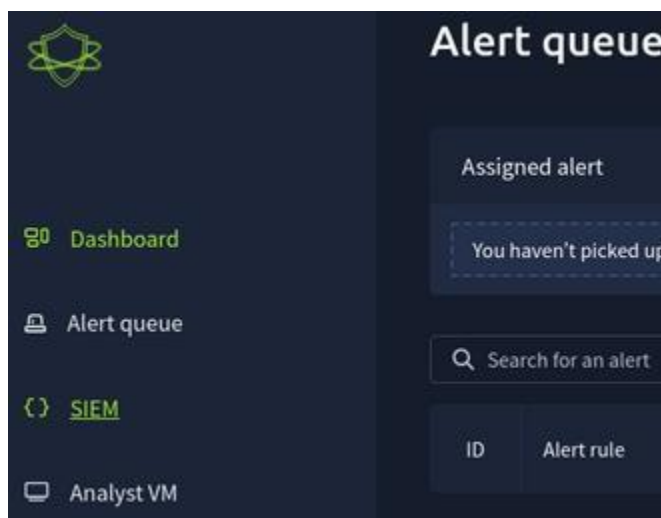 Alert queue
Assigned alert
Dashboard
You haven't picked up
Alert queue
Search for an alert
SIEM
ID
Alert rule
Analyst VM